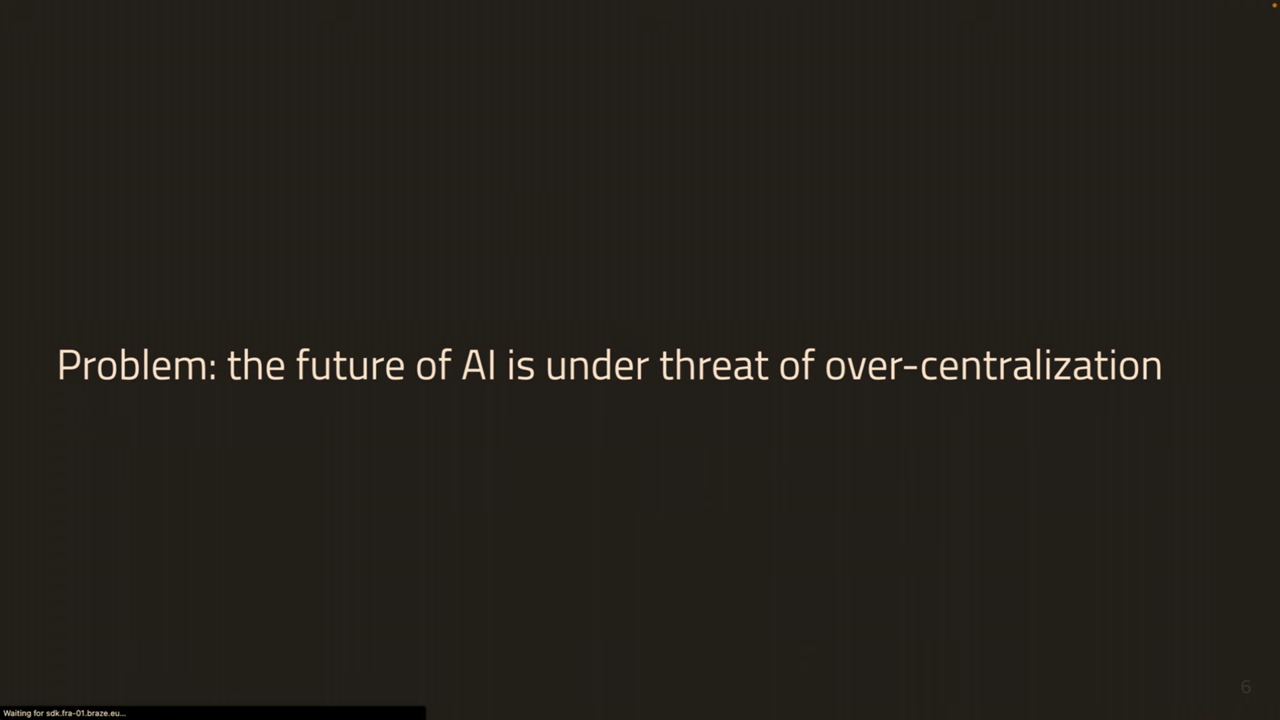 Problem: the future of AI is under threat of over-centralization
6
Waiting for sdk.fra-01.braze.eu...